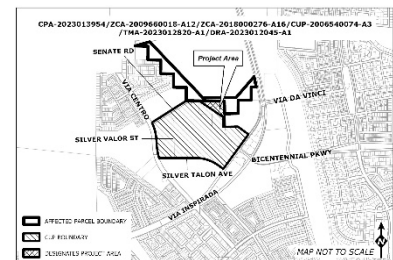 CPA-2023013954/ZCA-2009660018-A12/ZCA-2018000276-A16/CUP-2006540074-A3
/TMA-2023012820-A1/DRA-2023012045-A1
SENATE RD
Project Area
VIA CENTRO
VIA DA VINCI
SILVER VALOR ST
BICENTENNIAL PKWY
SILVER TALON AVE
VIA INSPIRADA
AFFECTED PARCEL BOUNDARY
CUP BOUNDARY
DESIGNATES PROJECT AREA
MAP NOT TO SCALE